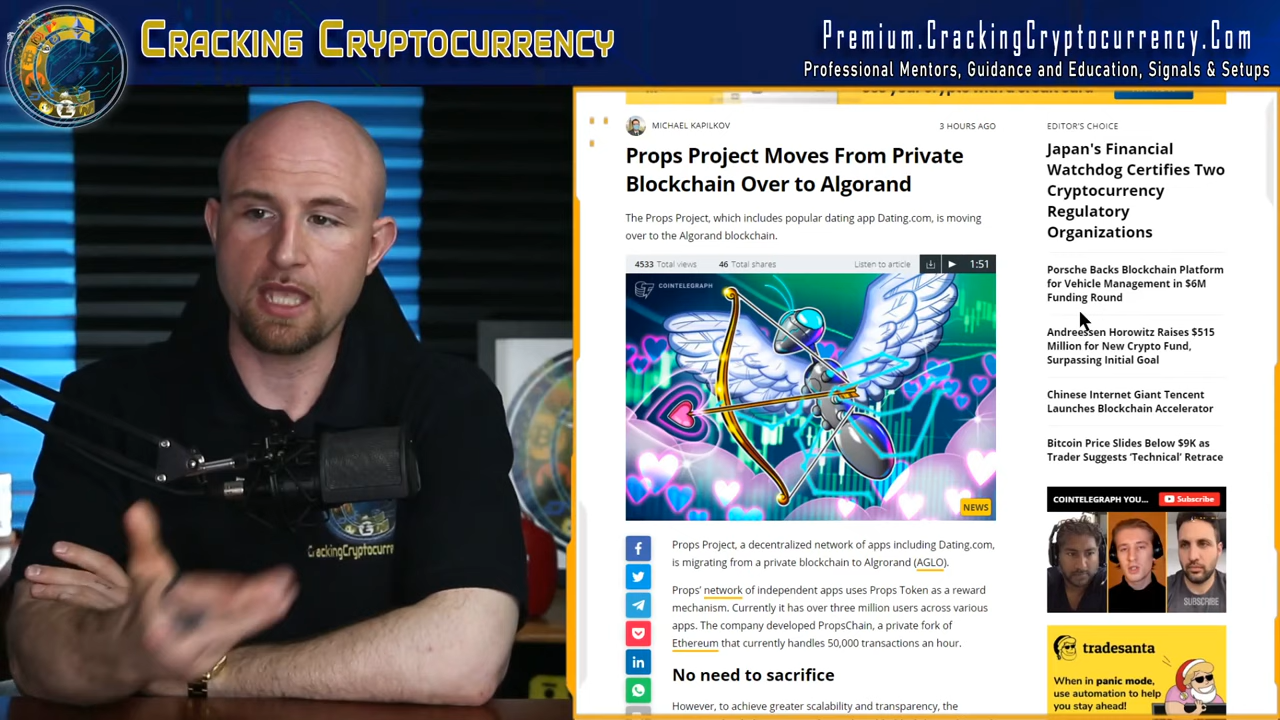 CRACKING CRYPTOCURRENCY
Premium.CrackingCryptocurrency.Com
Professional Mentors, Guidance and Education, Signals & Setups
CrackingCryptocurre
MICHAEL KAPILKOV
3 HOURS AGO
Props Project Moves From Private
Blockchain Over to Algorand
The Props Project, which includes popular dating app Dating.com, is moving
over to the Algorand blockchain.
4533 Total views
46 Total shares
Listen to article
1:51
COINTELEGRAPH
NEWS
Props Project, a decentralized network of apps including Dating.com,
is migrating from a private blockchain to Algrorand (AGLO).
Props' network of independent apps uses Props Token as a reward
mechanism. Currently it has over three million users across various
apps. The company developed PropsChain, a private fork of
Ethereum that currently handles 50,000 transactions an hour.
No need to sacrifice
However, to achieve greater scalability and transparency, the
EDITOR'S CHOICE
Japan's Financial
Watchdog Certifies Two
Cryptocurrency
Regulatory
Organizations
Porsche Backs Blockchain Platform
for Vehicle Management in $6M
Funding Round
Andreessen Horowitz Raises $515
Million for New Crypto Fund,
Surpassing Initial Goal
Chinese Internet Giant Tencent
Launches Blockchain Accelerator
Bitcoin Price Slides Below $9K as
Trader Suggests 'Technical' Retrace
COINTELEGRAPH YOU...
Subscribe
SUBSCRIBE
tradesanta
When in panic mode,
use automation to help
you stay ahead!